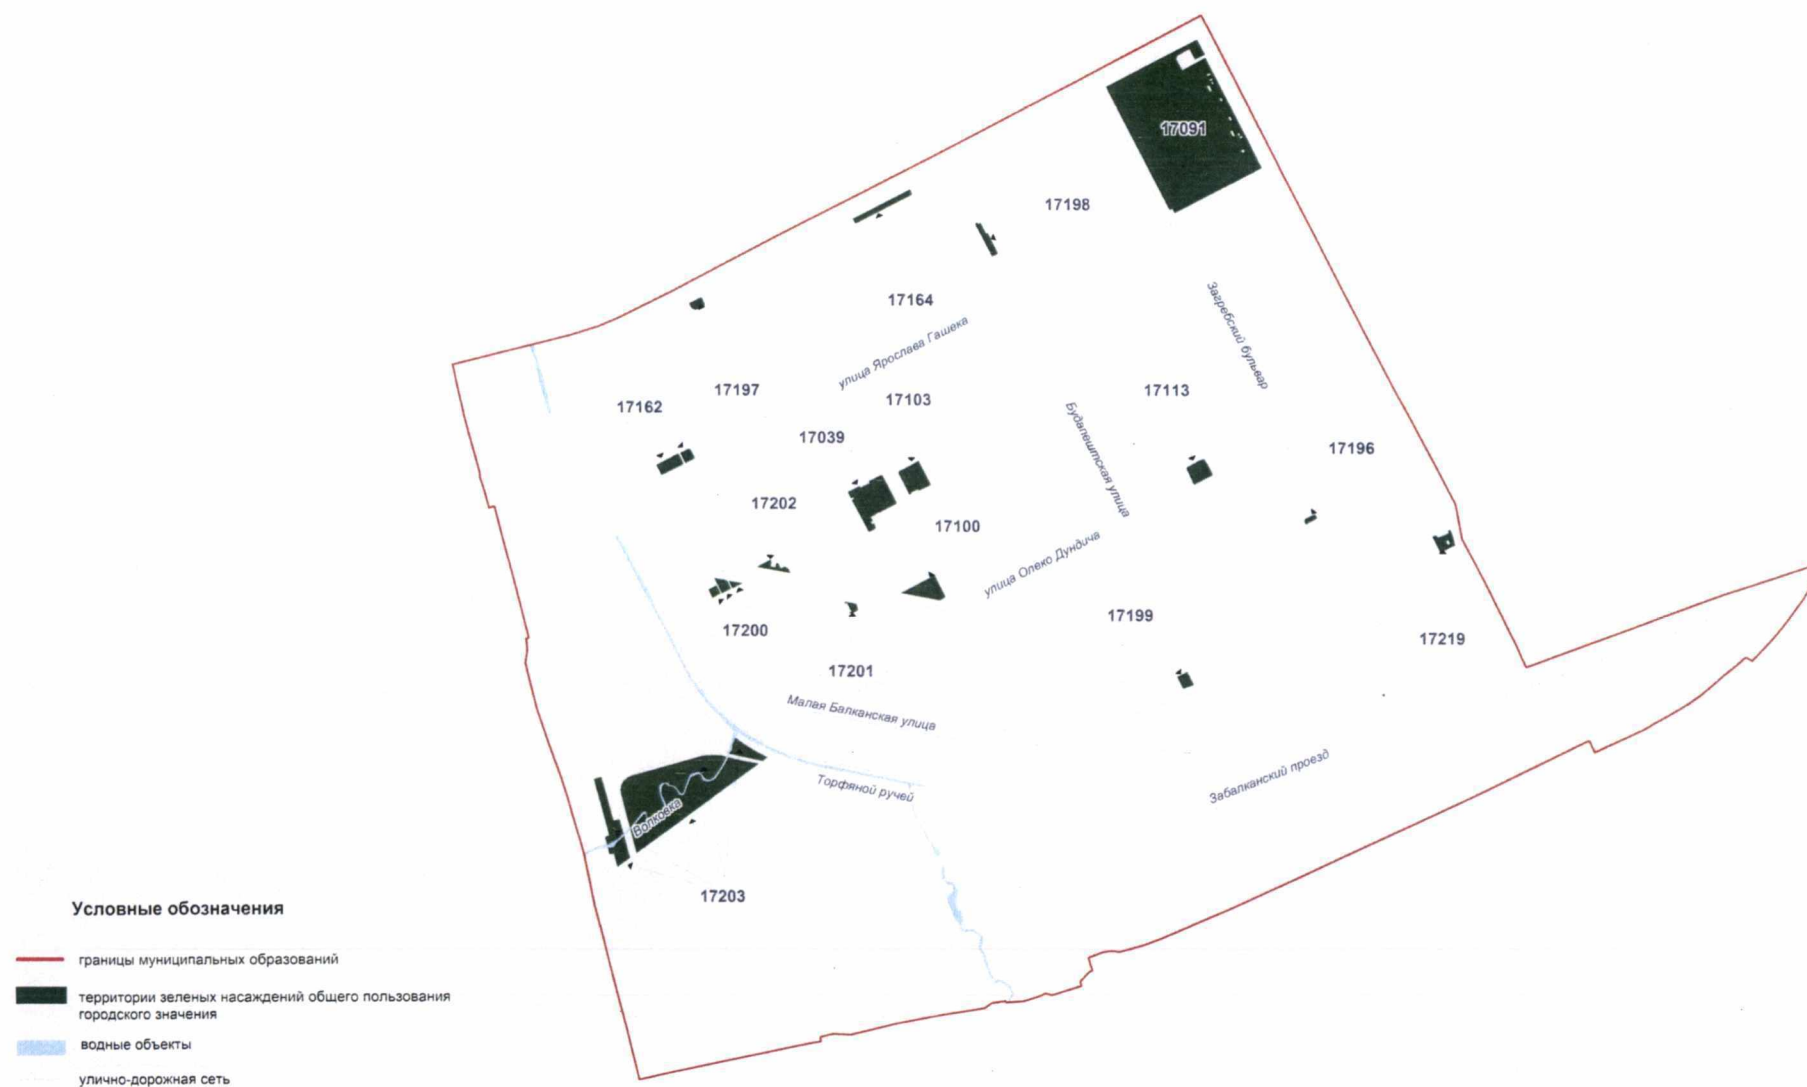 17091
17198
17164
улица Ярослава Гашека
Загребский бульвар
17197
17162
17103
17113
17039
Будапештская улица
17196
17202
17100
улица Олеко Дундича
17200
17199
17219
17201
Малая Балканская улица
Торфяной ручей
Забалканский проезд
Волковка
17203
Условные обозначения
границы муниципальных образований
территории зеленых насаждений общего пользования
городского значения
водные объекты
улично-дорожная сеть